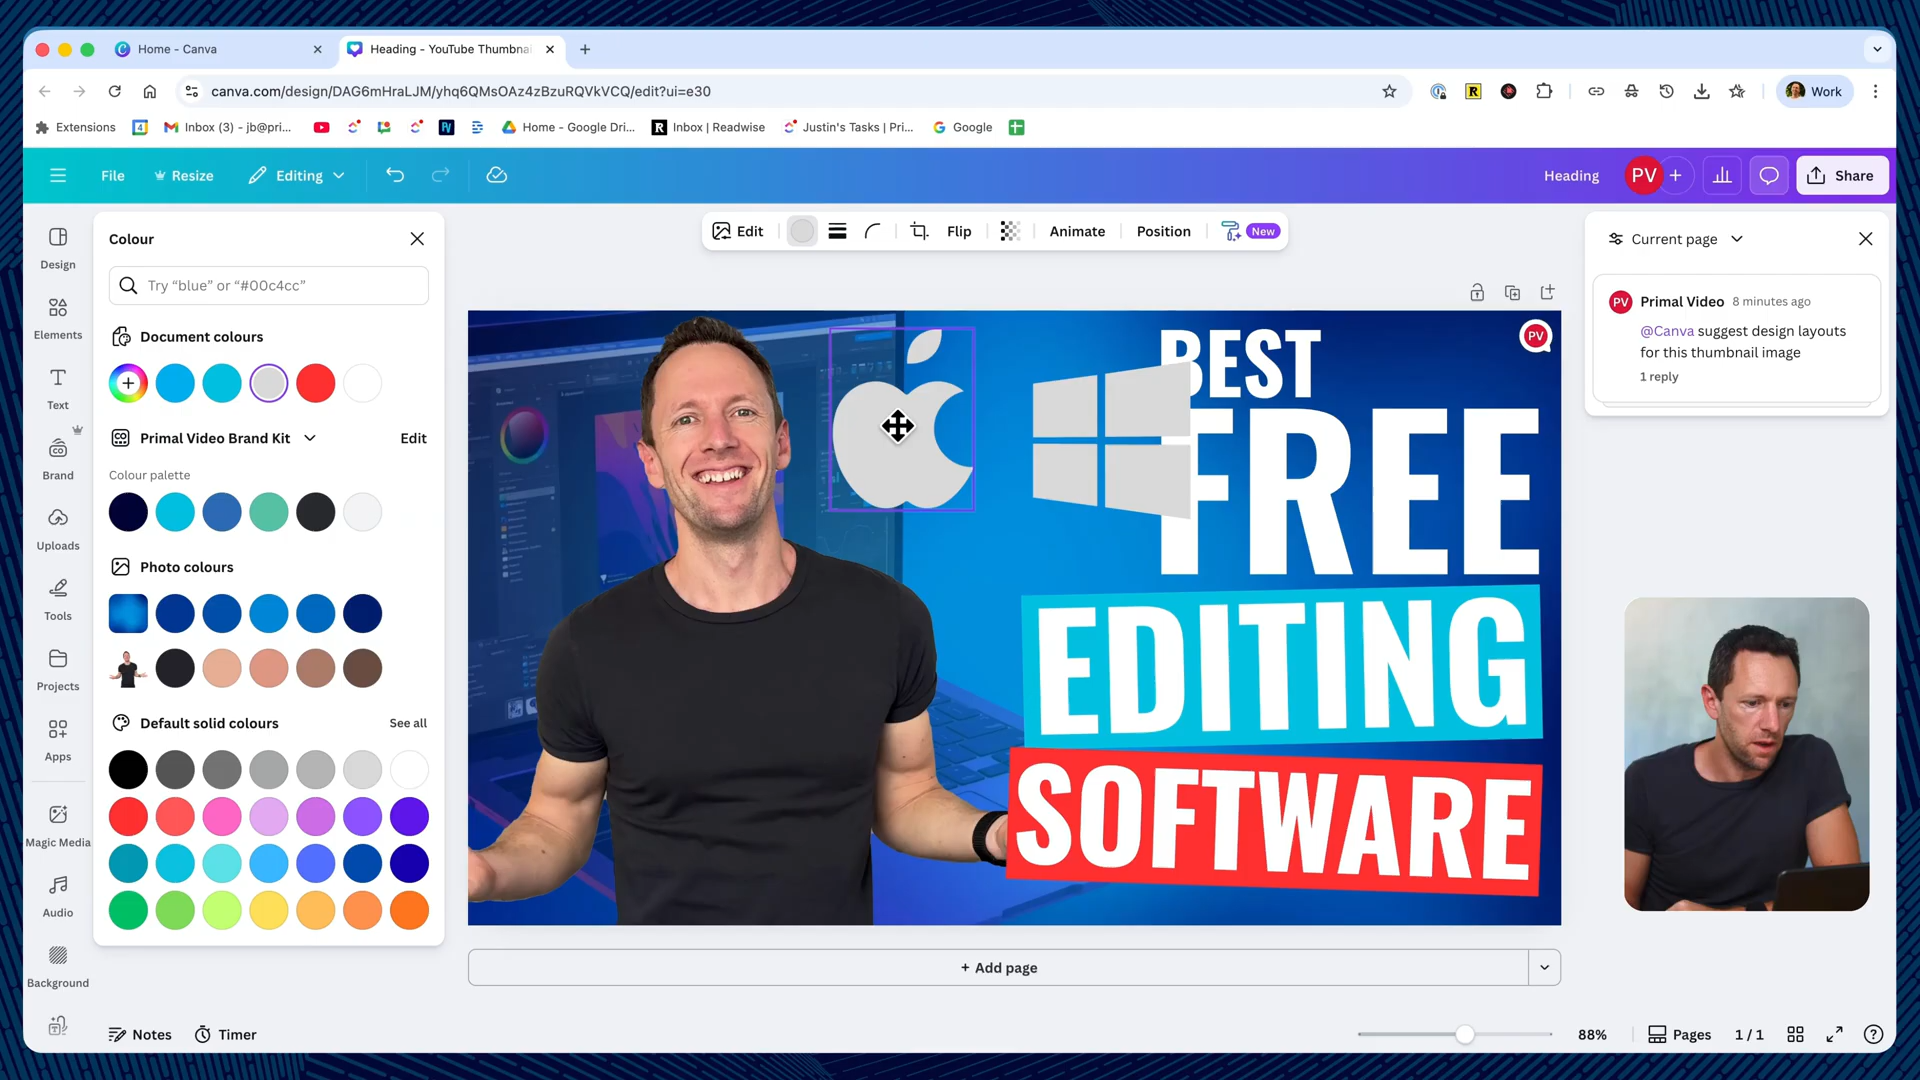 Home - Canva
Heading - YouTube Thumbna
canva.com/design/DAG6mHraLJM/yhq6QMsOAz4zBzuRQVkVCQ/edit?ui=e30
Work
Extensions
Inbox (3) - jb@pri...
Home - Google Dri...
Inbox | Readwise
Justin's Tasks | Pri...
Google
File
Resize
Editing
Heading
PV
Share
Design
Elements
Text
Brand
Uploads
Tools
Projects
Apps
Magic Media
Audio
Background
Colour
Try “blue” or “#00c4cc”
Document colours
Primal Video Brand Kit
Edit
Colour palette
Photo colours
Default solid colours
See all
Edit
Flip
Animate
Position
New
BEST
FREE
EDITING
SOFTWARE
PV
Current page
PV
Primal Video
8 minutes ago
@Canva suggest design layouts
for this thumbnail image
1 reply
+ Add page
Notes
Timer
88%
Pages
1 / 1